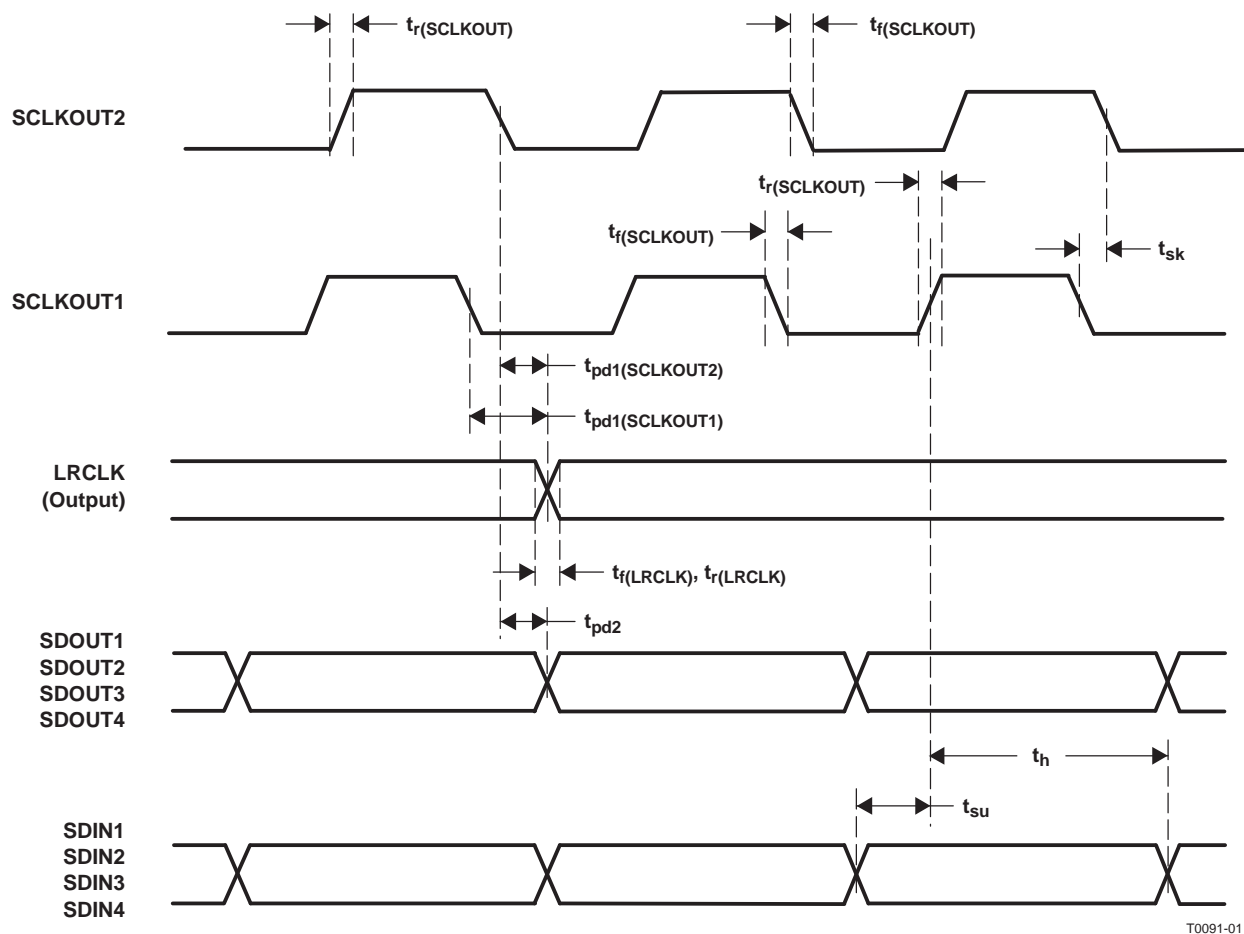 tr(SCLKOUT)
tf(SCLKOUT)
SCLKOUT2
tr(SCLKOUT)
tf(SCLKOUT)
tsk
SCLKOUT1
tpd1(SCLKOUT2)
tpd1(SCLKOUT1)
LRCLK
(Output)
tf(LRCLK), tr(LRCLK)
tpd2
SDOUT1
SDOUT2
SDOUT3
SDOUT4
th
tsu
SDIN1
SDIN2
SDIN3
SDIN4
T0091-01